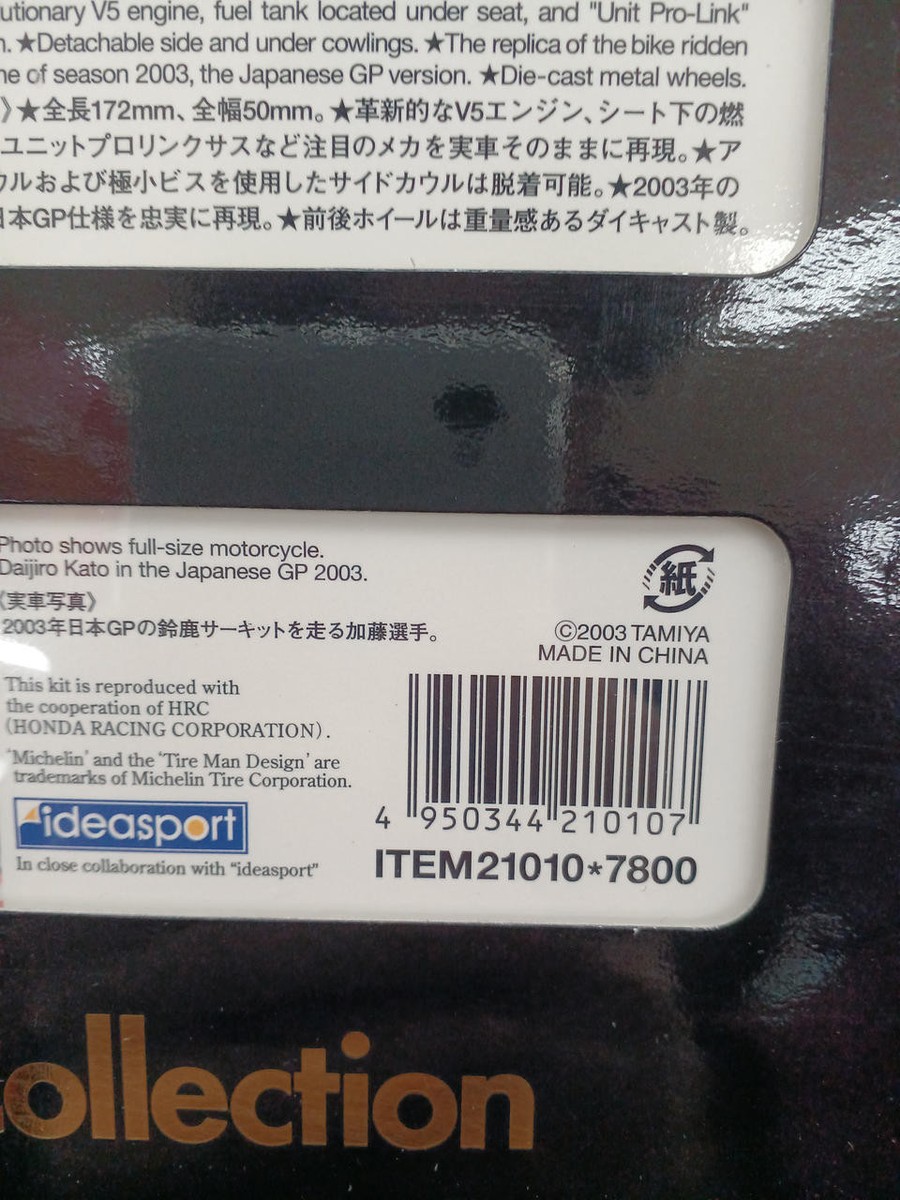 utionary V5 engine, fuel tank located under seat, and "Unit Pro-Link"
★Detachable side and under cowlings. ★The replica of the bike ridden
of season 2003, the Japanese GP version. ★Die-cast metal wheels.
》★全長172mm、全幅50mm。★革新的なV5エンジン、シート下の燃
ユニットプロリンクサスなど注目のメカを実車そのままに再現。★ア
ウルおよび極小ビスを使用したサイドカウルは脱着可能。★2003年の
日本GP仕様を忠実に再現。★前後ホイールは重量感あるダイキャスト製。
Photo shows full-size motorcycle.
Daijiro Kato in the Japanese GP 2003.
《実車写真》
2003年日本GPの鈴鹿サーキットを走る加藤選手。
紙
©2003 TAMIYA
MADE IN CHINA
This kit is reproduced with
the cooperation of HRC
(HONDA RACING CORPORATION).
'Michelin' and the 'Tire Man Design' are
trademarks of Michelin Tire Corporation.
ideasport
In close collaboration with "ideasport"
4 950344 210107
ITEM21010*7800
ollection